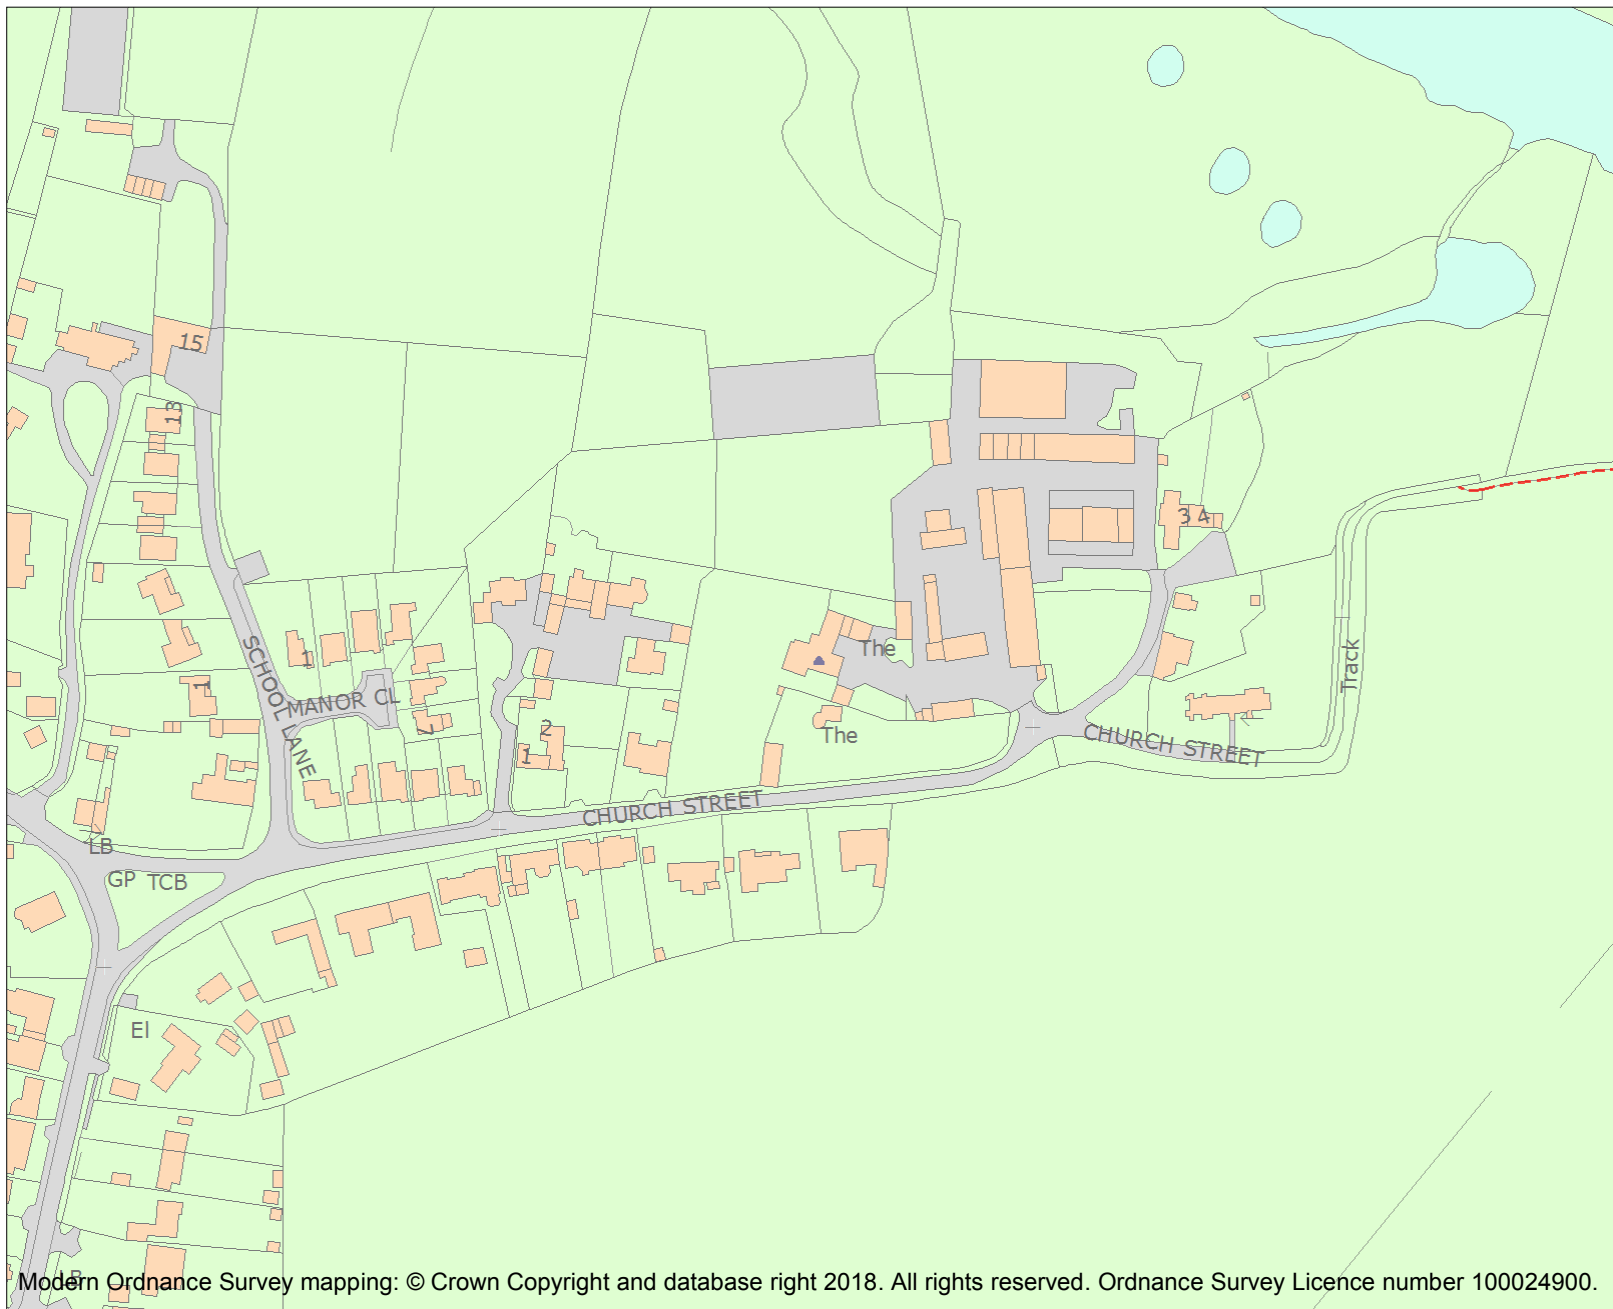 15
13
3 4
1
SCHOOL LANE
The
Track
1
MANOR CL
7
2
1
The
CHURCH STREET
CHURCH STREET
LB
GP TCB
El
LB
Modern Ordnance Survey mapping: © Crown Copyright and database right 2018. All rights reserved. Ordnance Survey Licence number 100024900.